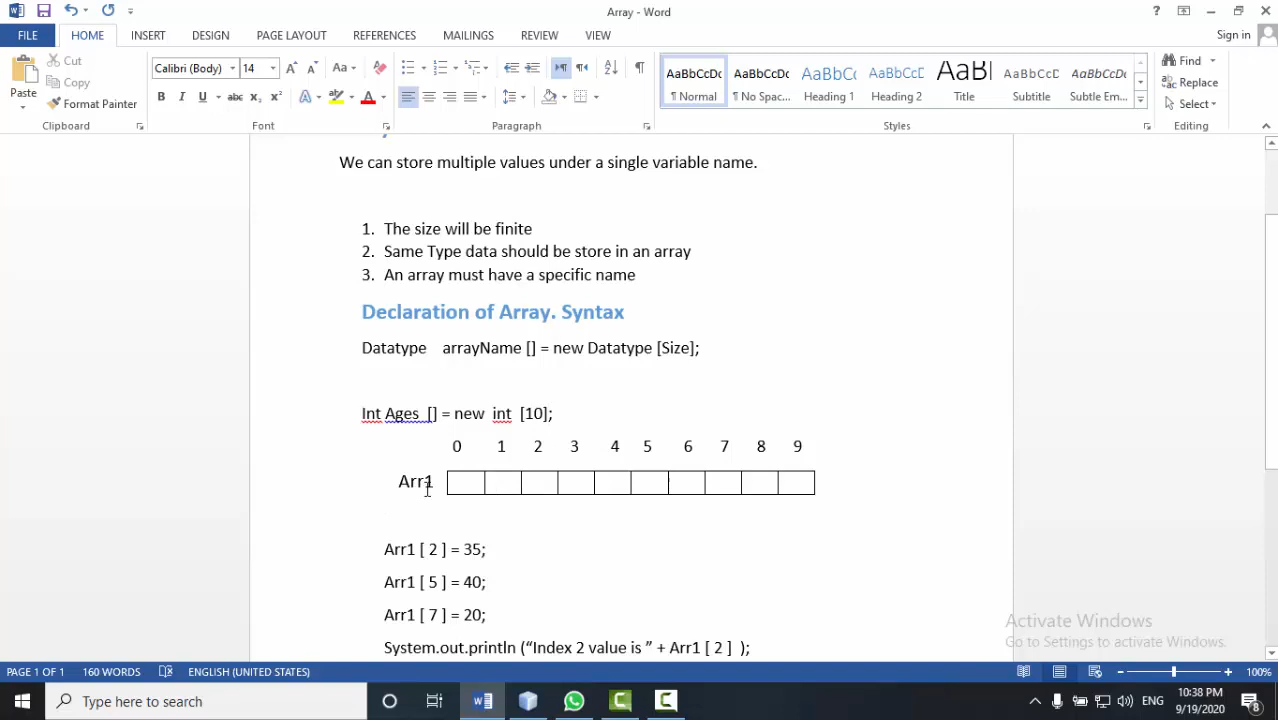 Array - Word
Sign in
FILE HOME INSERT DESIGN PAGE LAYOUT REFERENCES MAILINGS REVIEW VIEW
Paste
Cut
Copy
Format Painter
Clipboard
Calibri (Body) 14
Font
Paragraph
AaBbCcDc AaBbCcDc AaBbCc AaBbCcE AaBl AaBbCcD AaBbCcDt
¶ Normal ¶ No Spac... Heading 1 Heading 2 Title Subtitle Subtle Em...
Styles
Find
Replace
Select
Editing
We can store multiple values under a single variable name.
1. The size will be finite
2. Same Type data should be store in an array
3. An array must have a specific name
Declaration of Array. Syntax
Datatype arrayName [] = new Datatype [Size];
Int Ages [] = new int [10];
0 1 2 3 4 5 6 7 8 9
Arr1
Arr1 [ 2 ] = 35;
Arr1 [ 5 ] = 40;
Arr1 [ 7 ] = 20;
System.out.println (“Index 2 value is ” + Arr1 [ 2 ] );
Activate Windows
Go to Settings to activate Windows.
PAGE 1 OF 1 160 WORDS ENGLISH (UNITED STATES) 100%
Type here to search
ENG
10:38 PM
9/19/2020
8